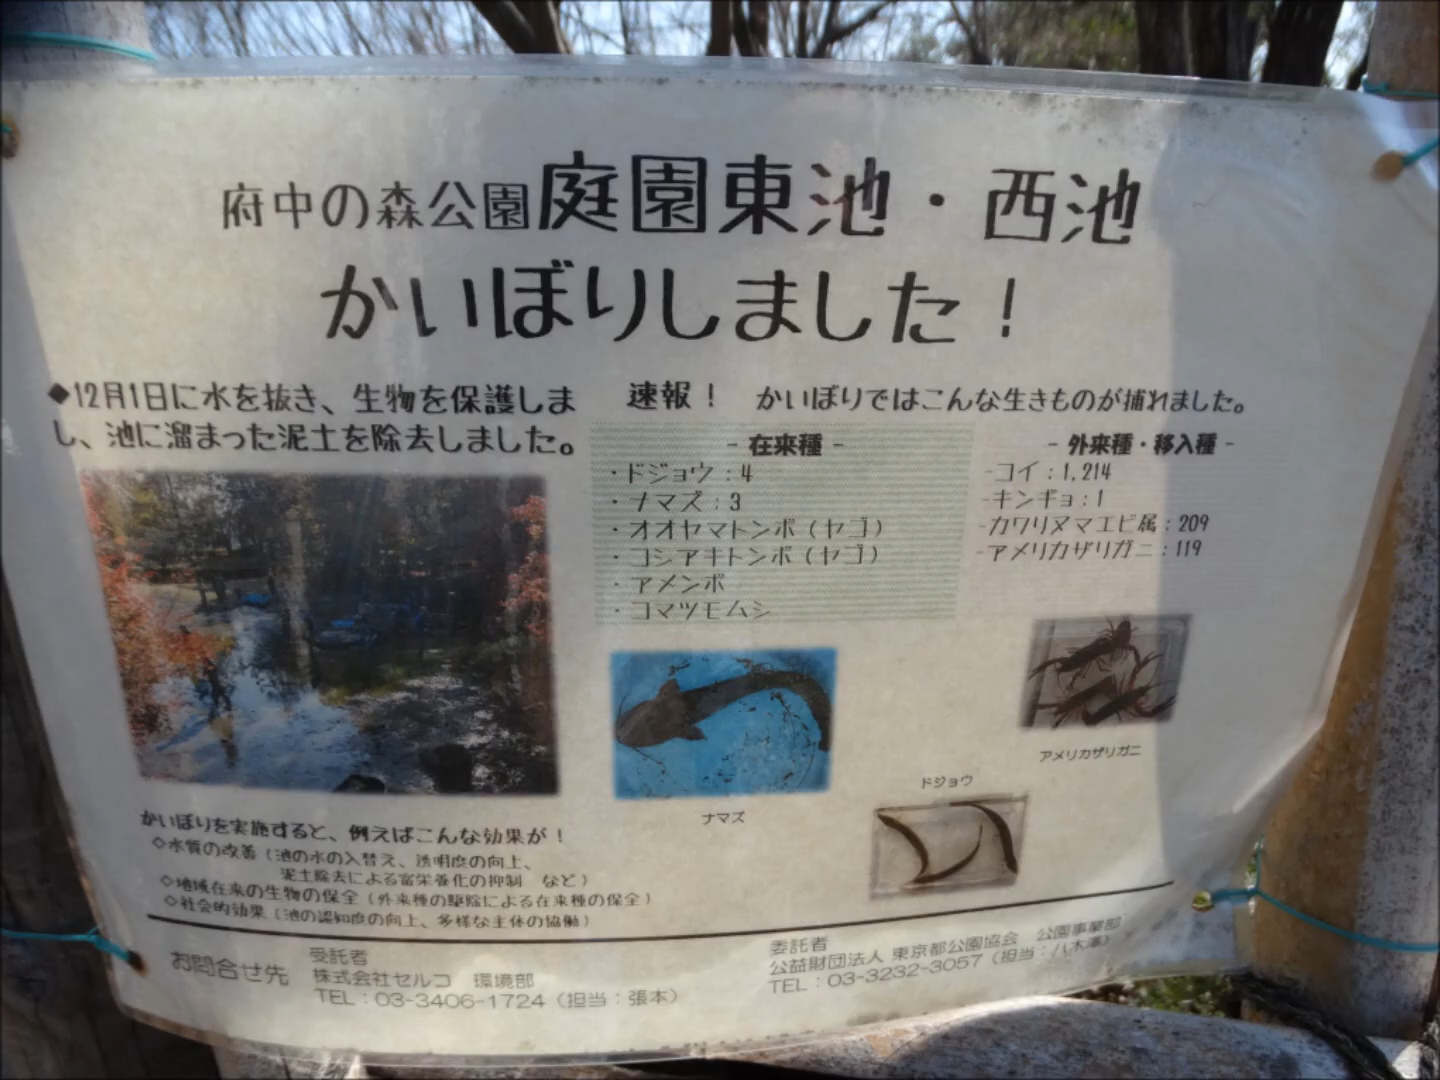 府中の森公園庭園東池・西池
かいぼりしました！
◆12月1日に水を抜き、生物を保護しま
し、池に溜まった泥土を除去しました。
速報！ かいぼりではこんな生きものが捕れました。
- 在来種 -
・ドジョウ：4
・ナマズ：3
・オオヤマトンボ（ヤゴ）
・コシアキトンボ（ヤゴ）
・アメンボ
・コマツモムシ
- 外来種・移入種 -
-コイ：1,214
-キンギョ：1
-カワリヌマエビ属：209
-アメリカザリガニ：119
アメリカザリガニ
ドジョウ
ナマズ
かいぼりを実施すると、例えばこんな効果が！
◇水質の改善（池の水の入替え、透明度の向上、
泥土除去による富栄養化の抑制 など）
◇地域在来の生物の保全（外来種の駆除による在来種の保全）
◇社会的効果（池の認知度の向上、多様な主体の協働）
お問合せ先
受託者
株式会社セルコ 環境部
TEL：03-3406-1724（担当：張本）
委託者
公益財団法人 東京都公園協会 公園事業部
TEL：03-3232-3057（担当：八木澤）